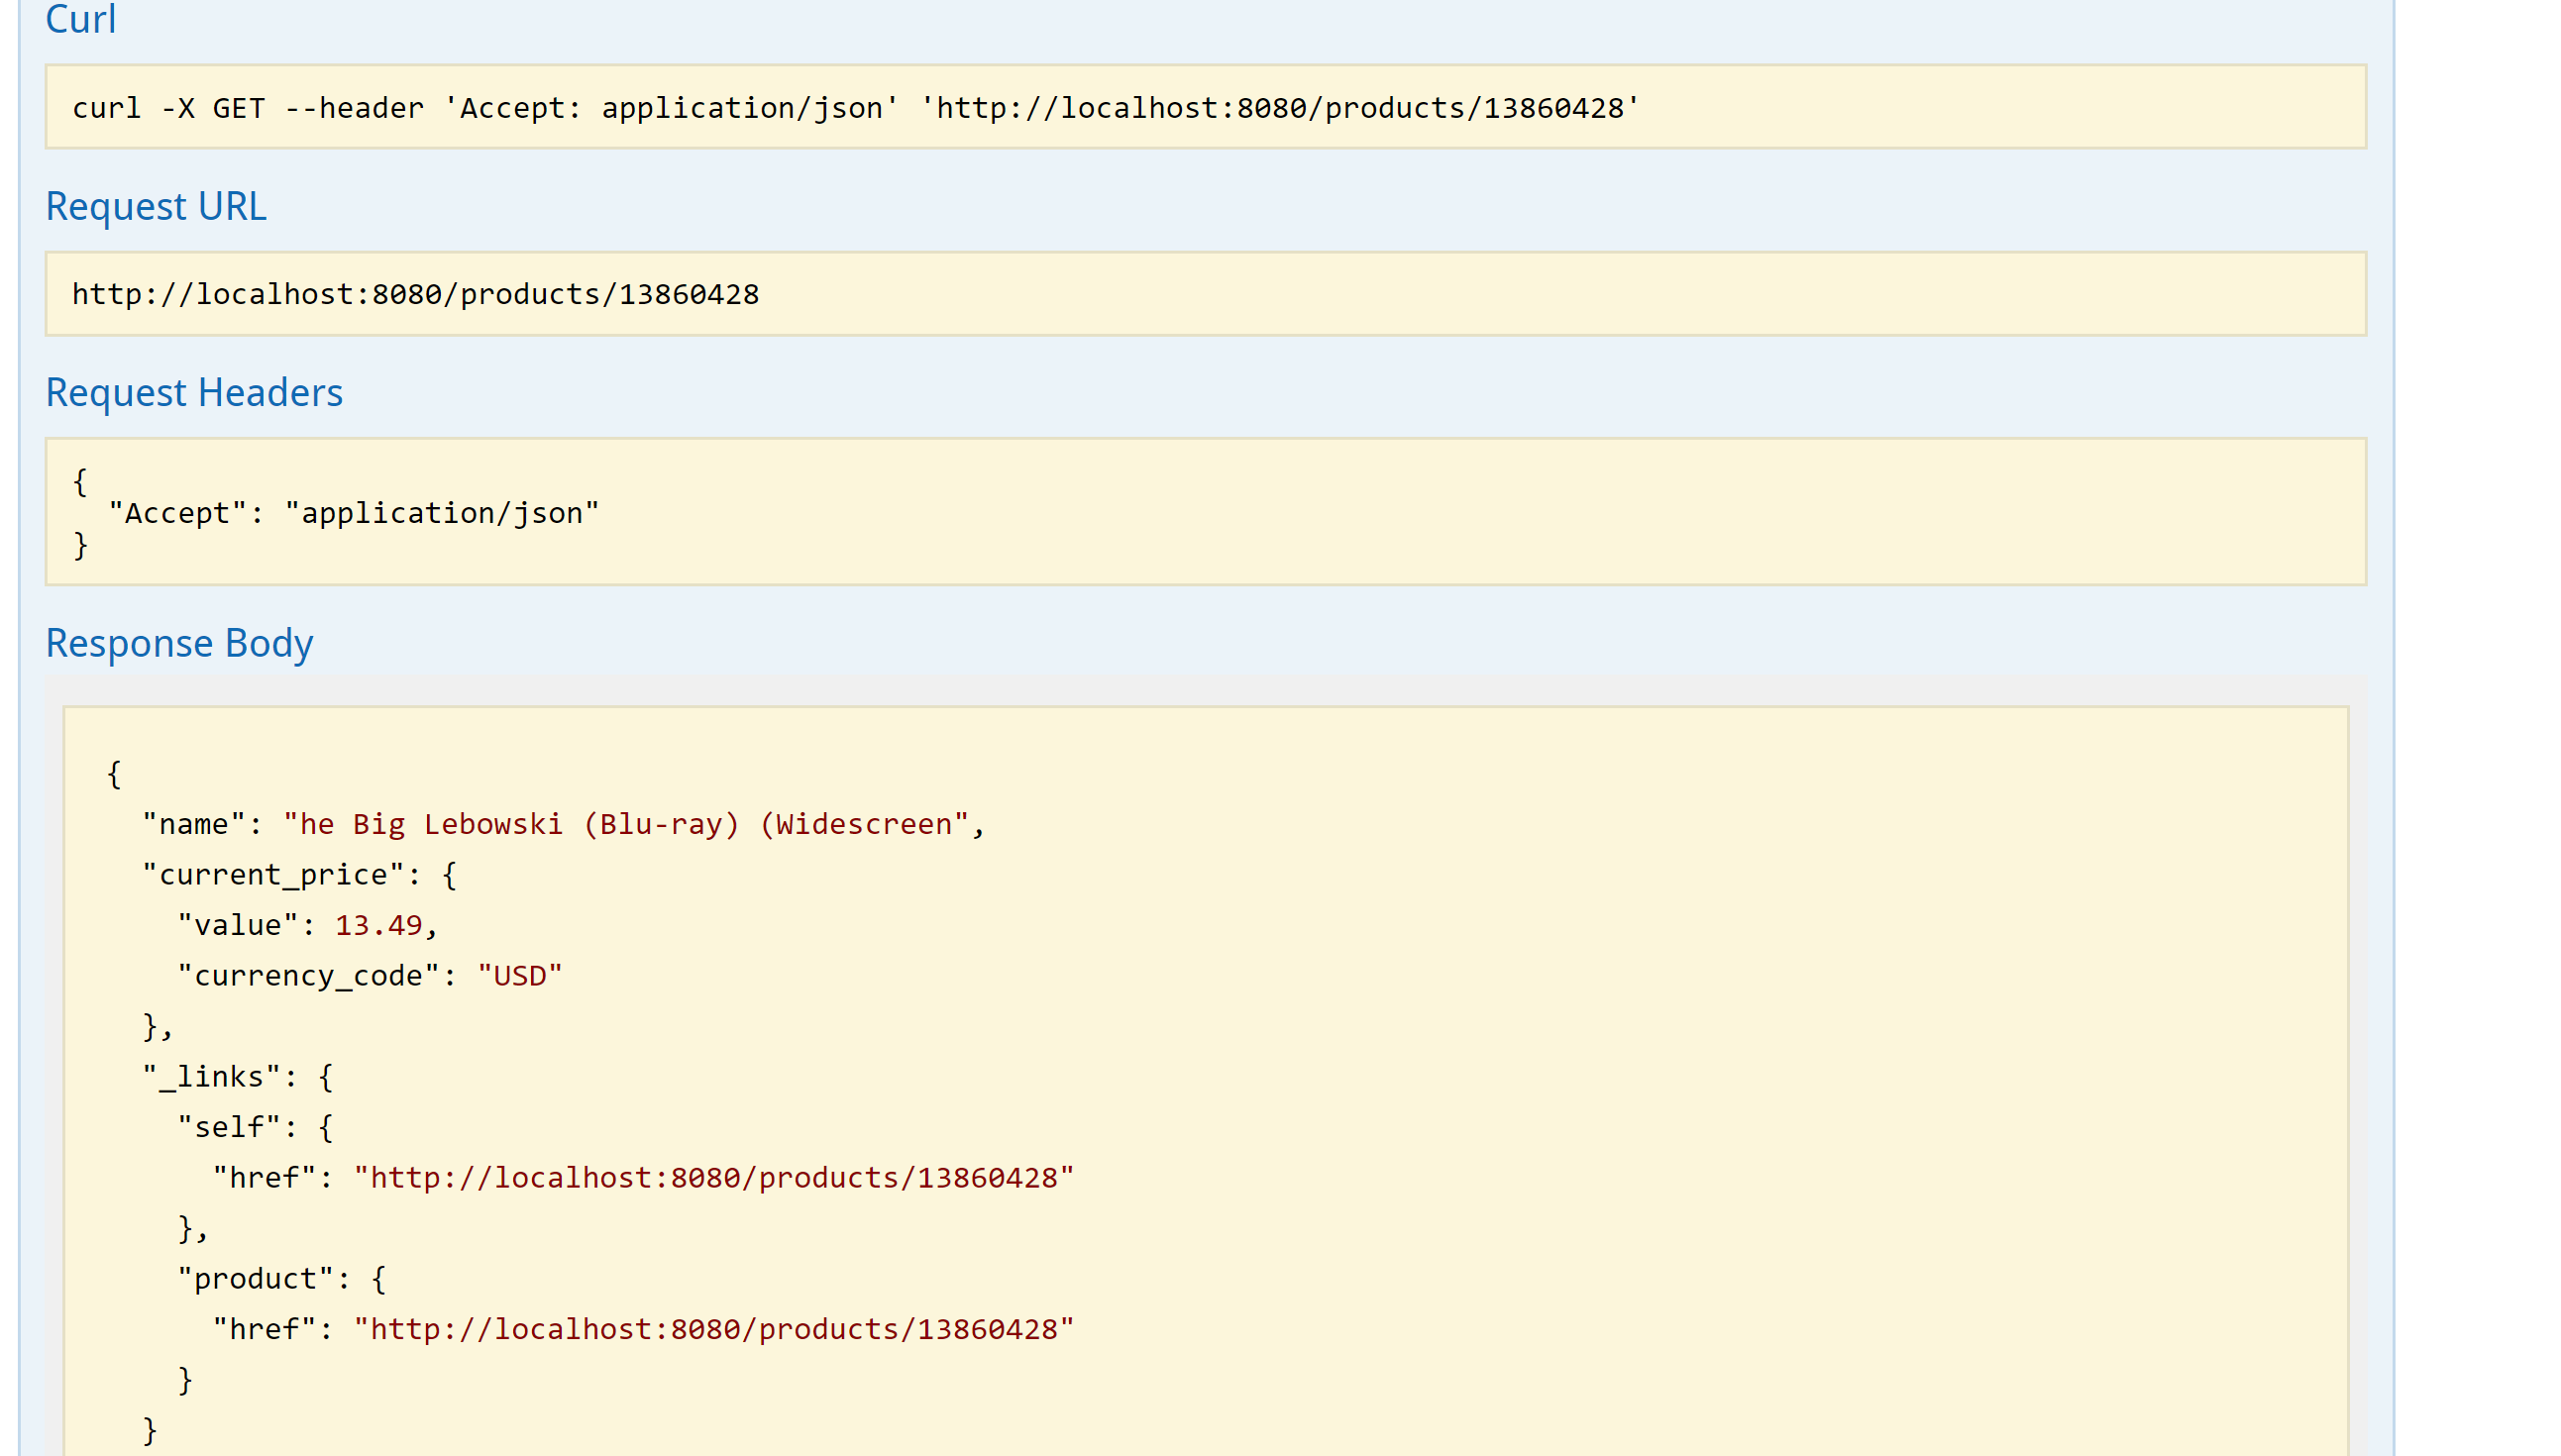 Curl
curl -X GET --header 'Accept: application/json' 'http://localhost:8080/products/13860428'
Request URL
http://localhost:8080/products/13860428
Request Headers
{
  "Accept": "application/json"
}
Response Body
{
  "name": "he Big Lebowski (Blu-ray) (Widescreen",
  "current_price": {
    "value": 13.49,
    "currency_code": "USD"
  },
  "_links": {
    "self": {
      "href": "http://localhost:8080/products/13860428"
    },
    "product": {
      "href": "http://localhost:8080/products/13860428"
    }
  }